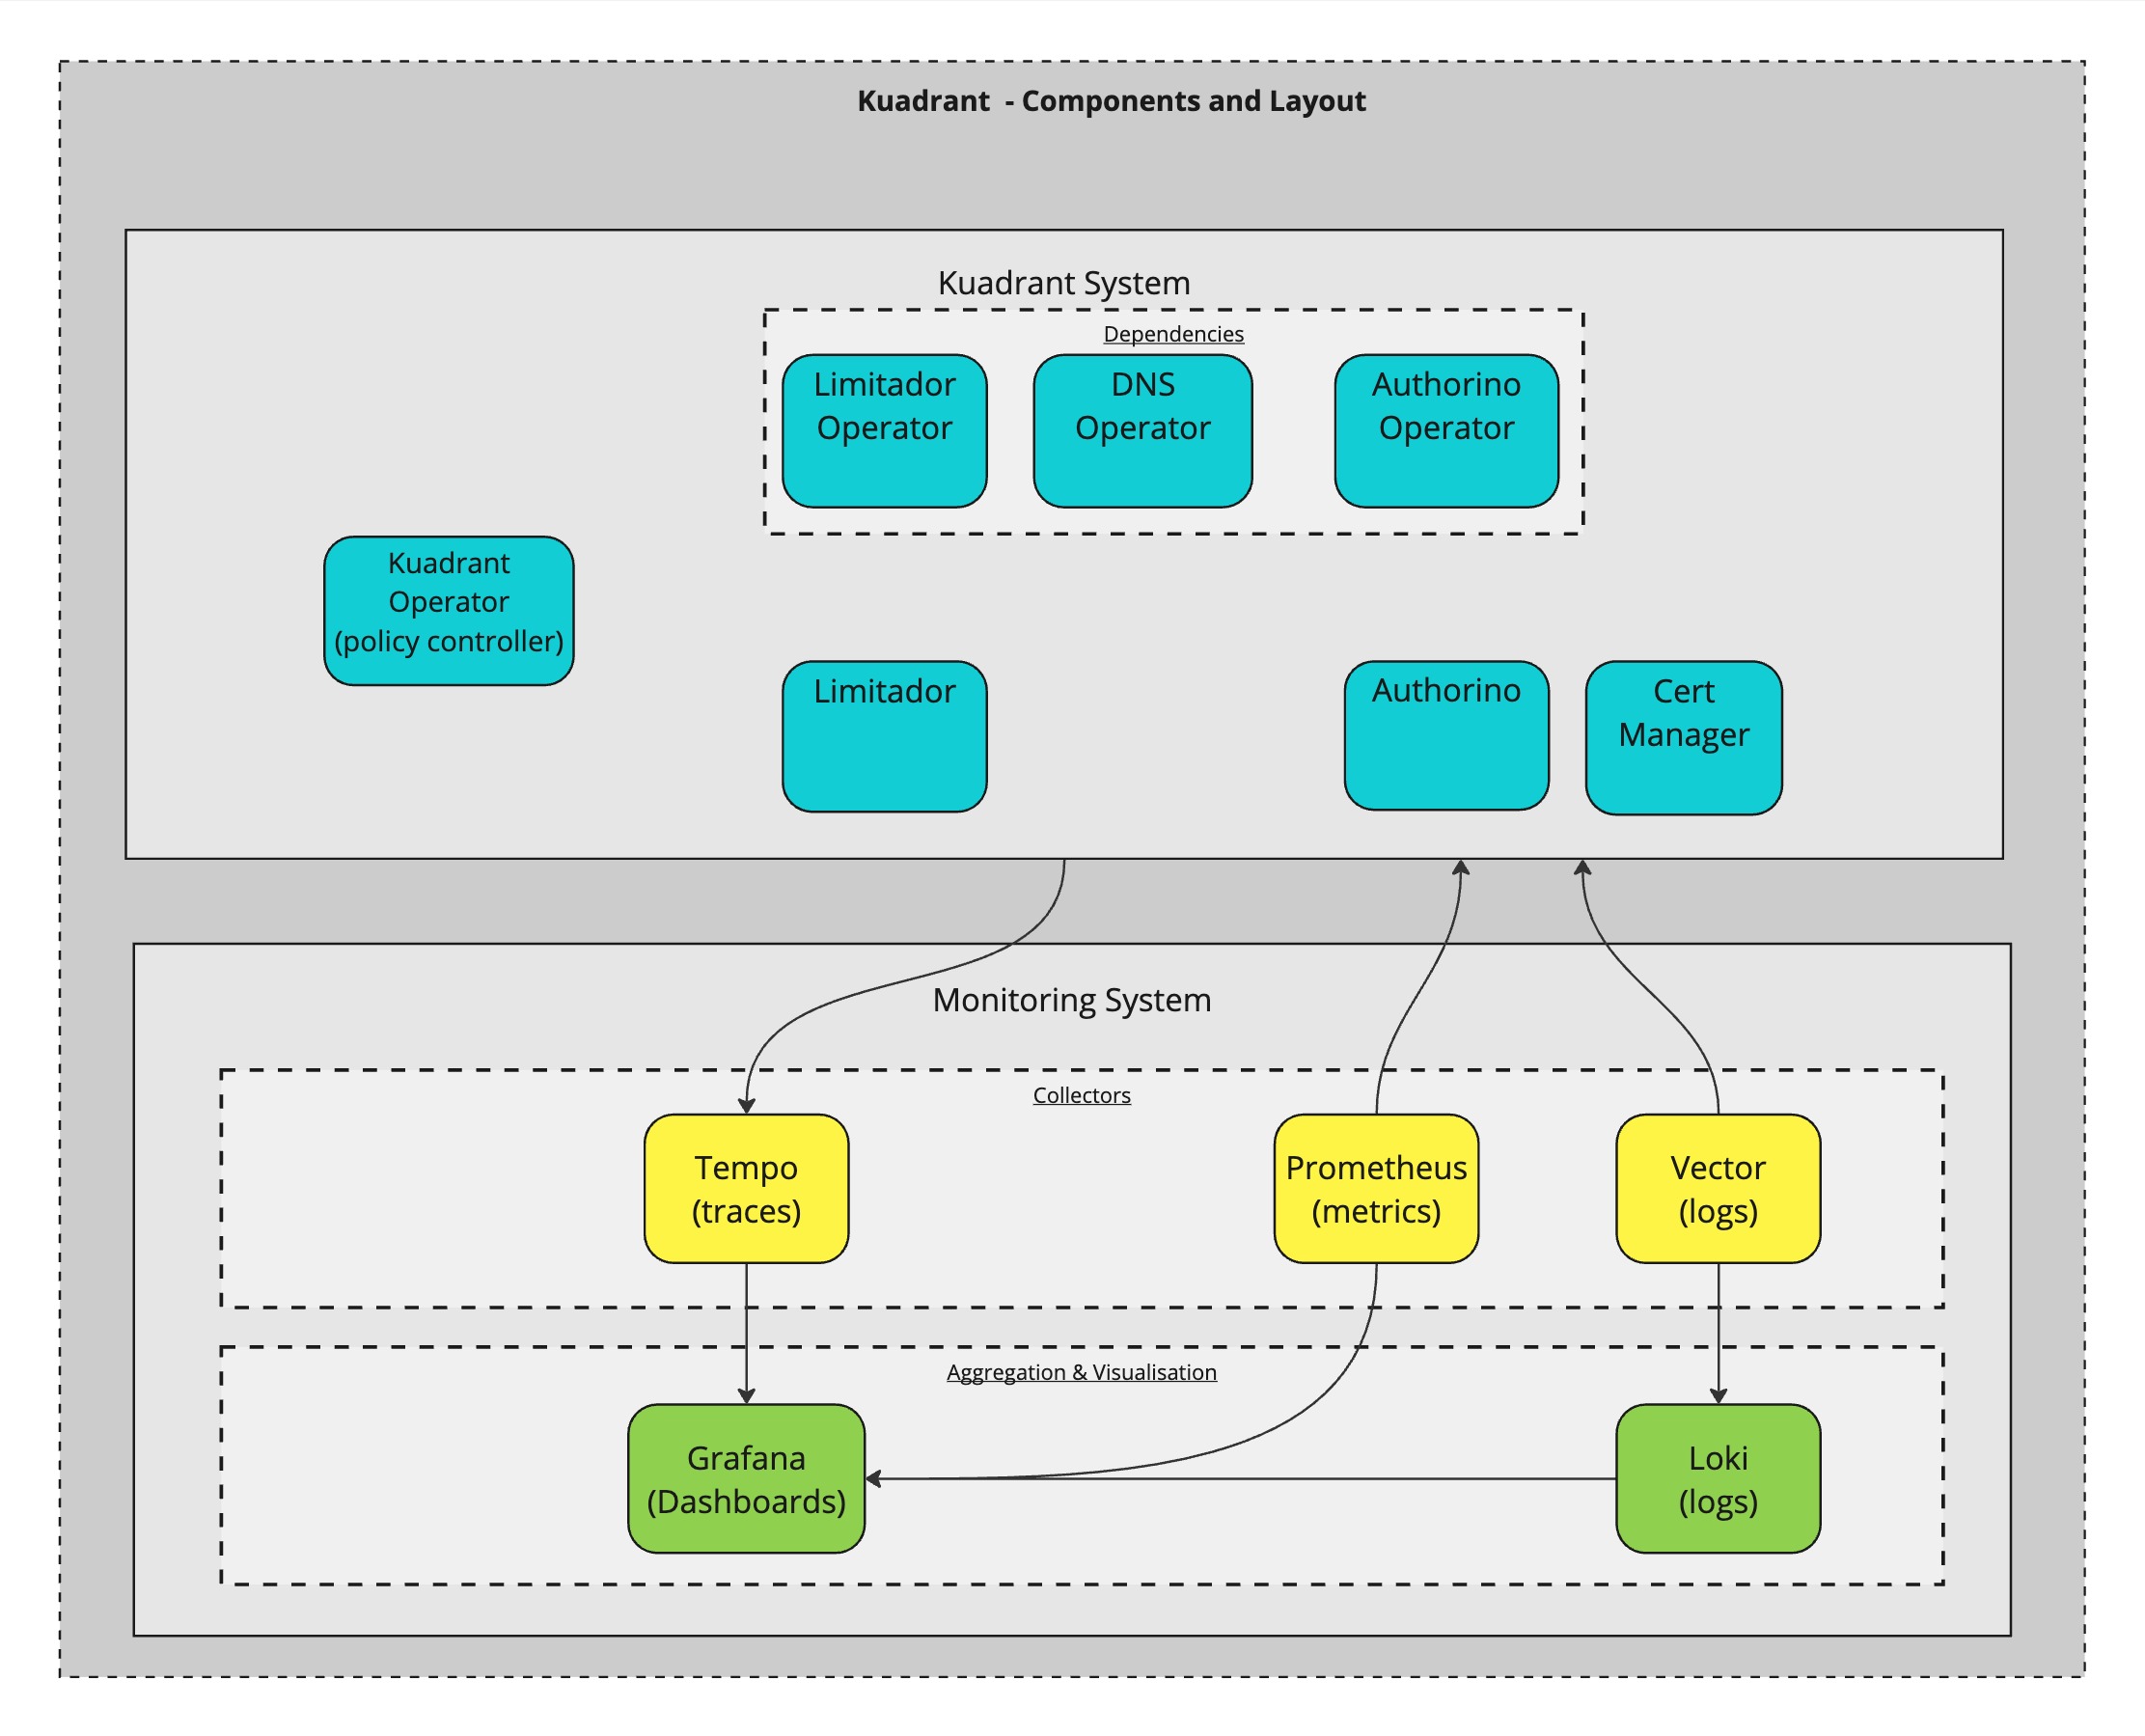 Kuadrant  - Components and Layout
Kuadrant System
Dependencies
Limitador
Operator
DNS
Operator
Authorino
Operator
Kuadrant
Operator
(policy controller)
Limitador
Authorino
Cert
Manager
Monitoring System
Collectors
Tempo
(traces)
Prometheus
(metrics)
Vector
(logs)
Aggregation & Visualisation
Grafana
(Dashboards)
Loki
(logs)